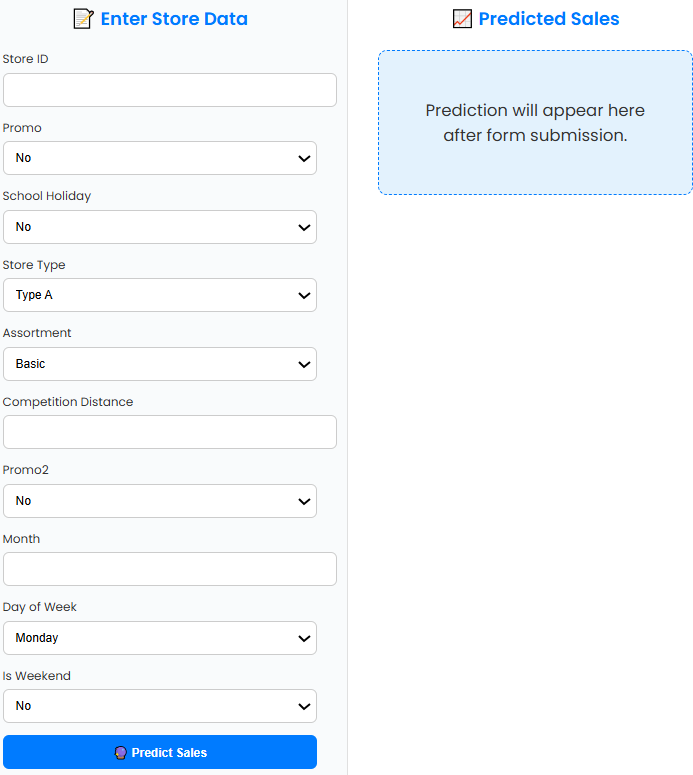 📝 Enter Store Data
Store ID
Promo
No
School Holiday
No
Store Type
Type A
Assortment
Basic
Competition Distance
Promo2
No
Month
Day of Week
Monday
Is Weekend
No
🔮 Predict Sales
📈 Predicted Sales
Prediction will appear here
after form submission.